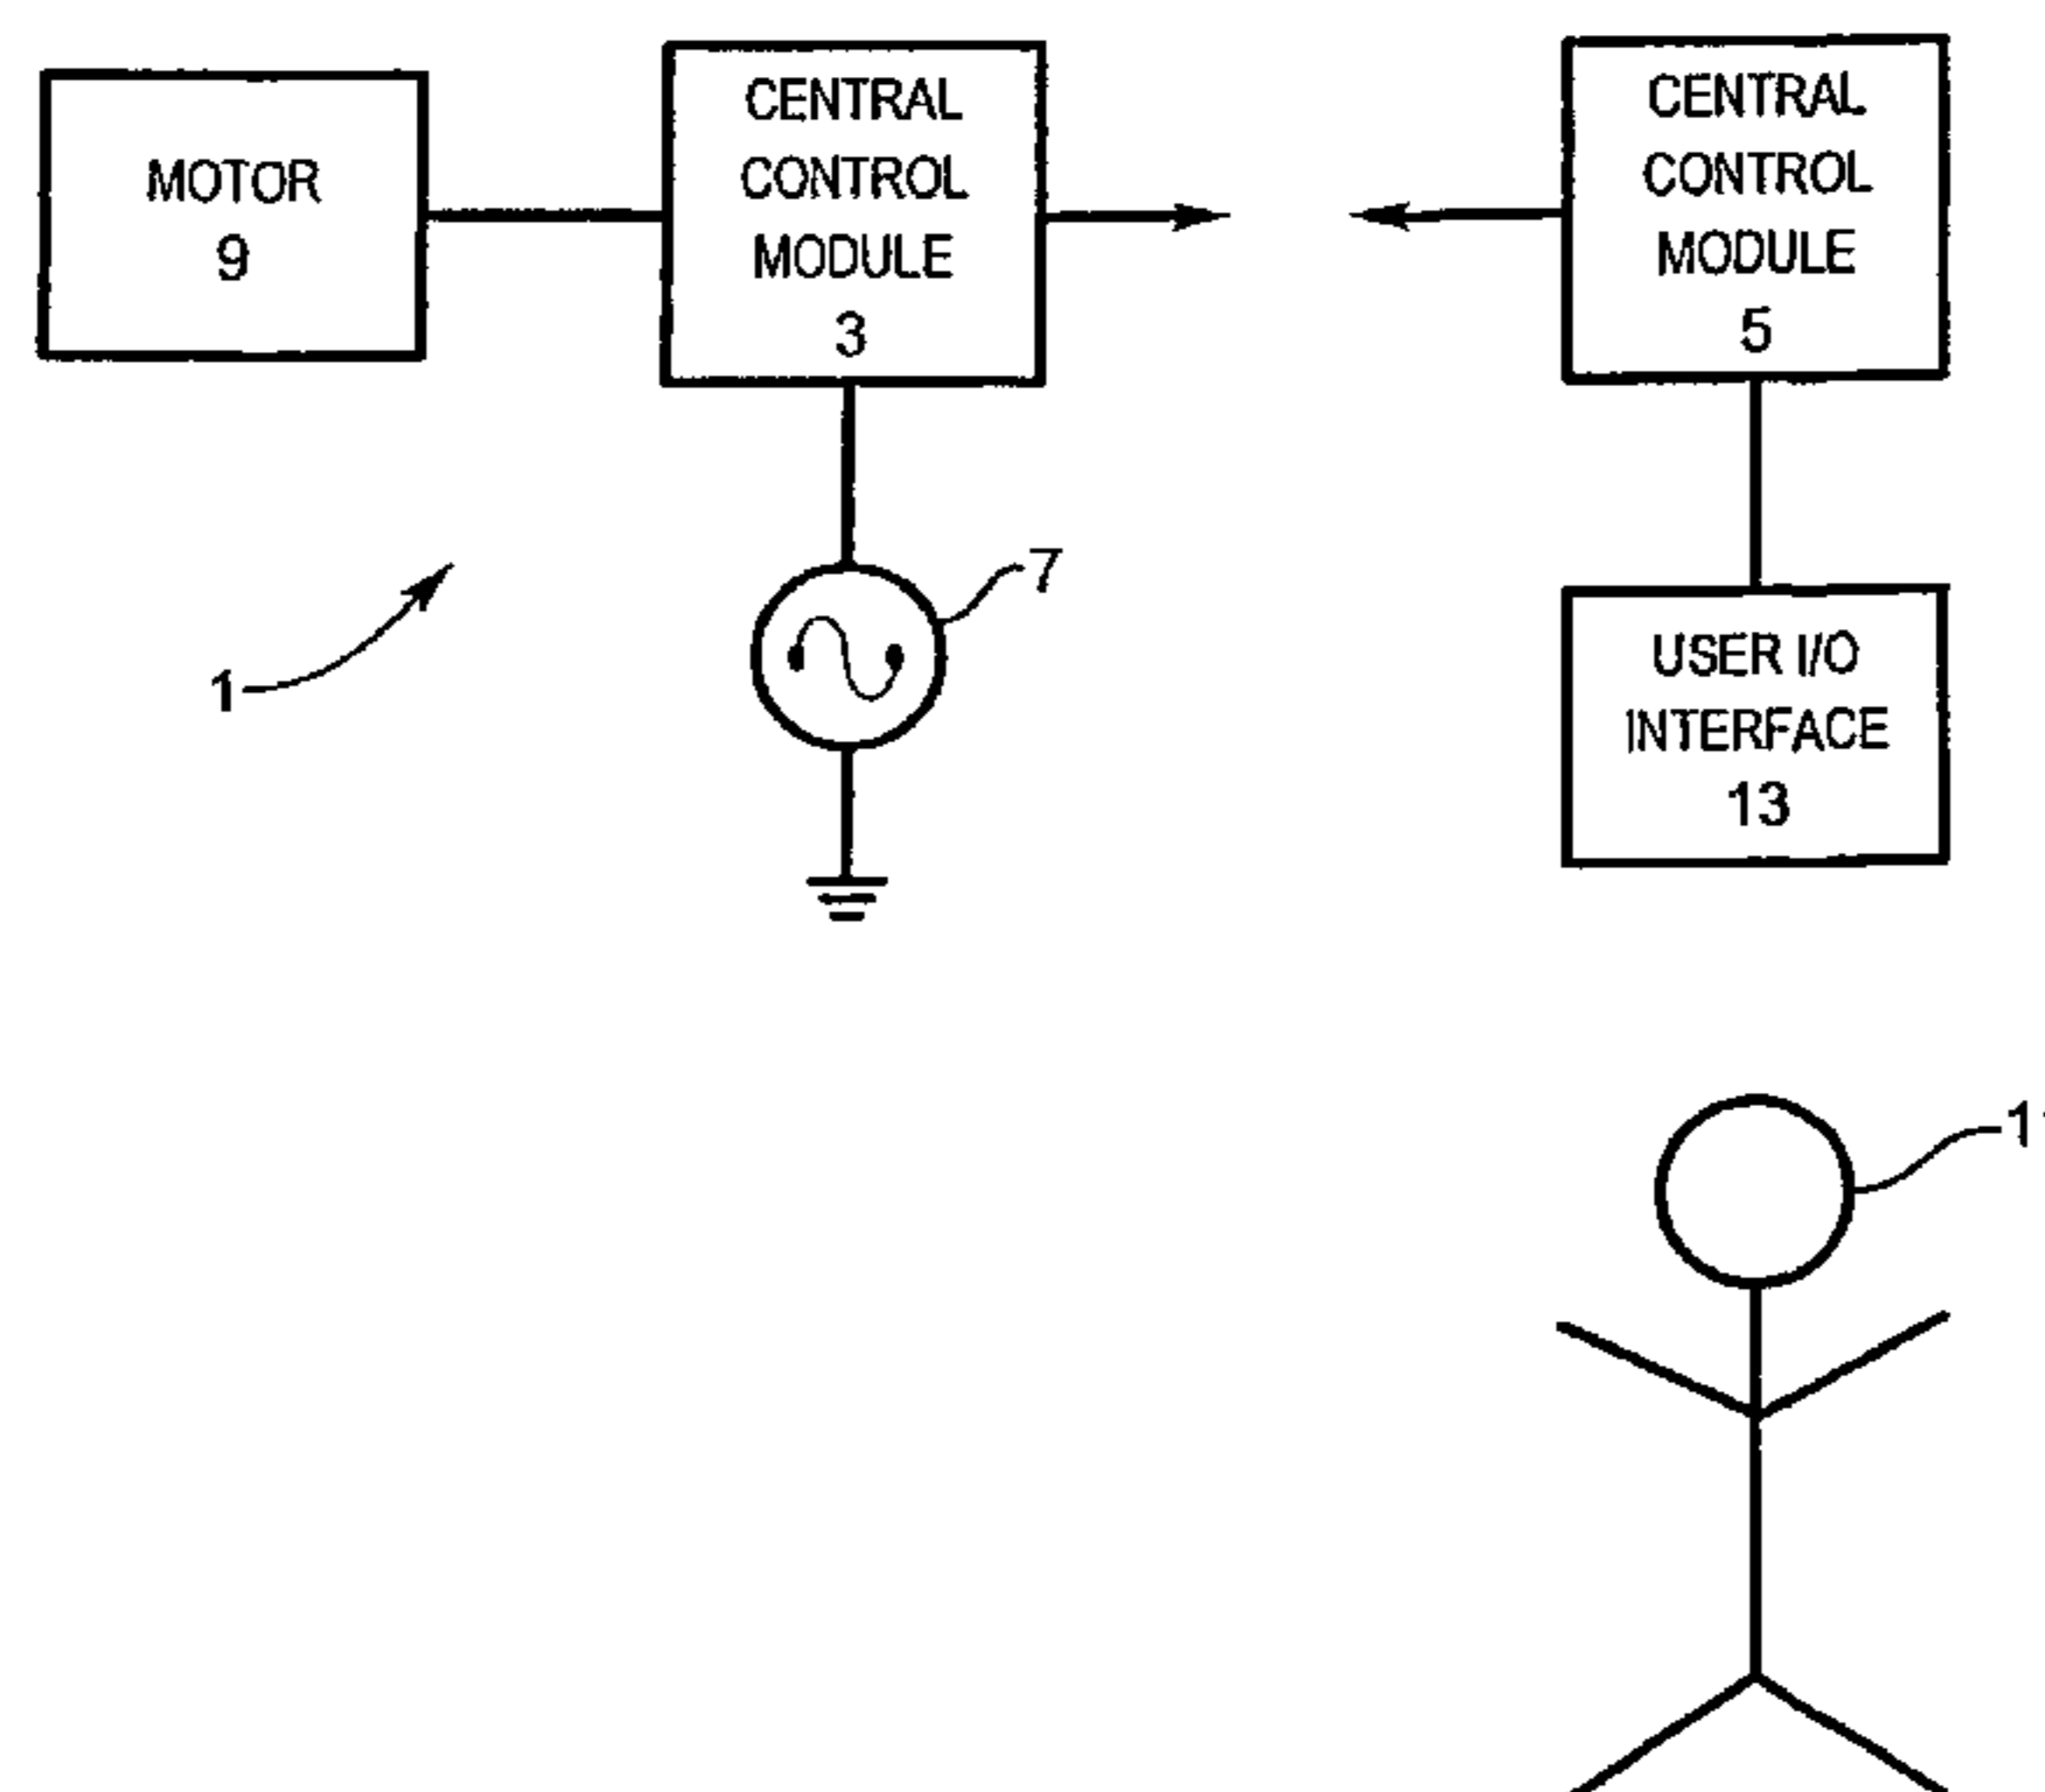 MOTOR
9
CENTRAL
CONTROL
MODULE
3
CENTRAL
CONTROL
MODULE
5
7
1
USER I/O
INTERFACE
13